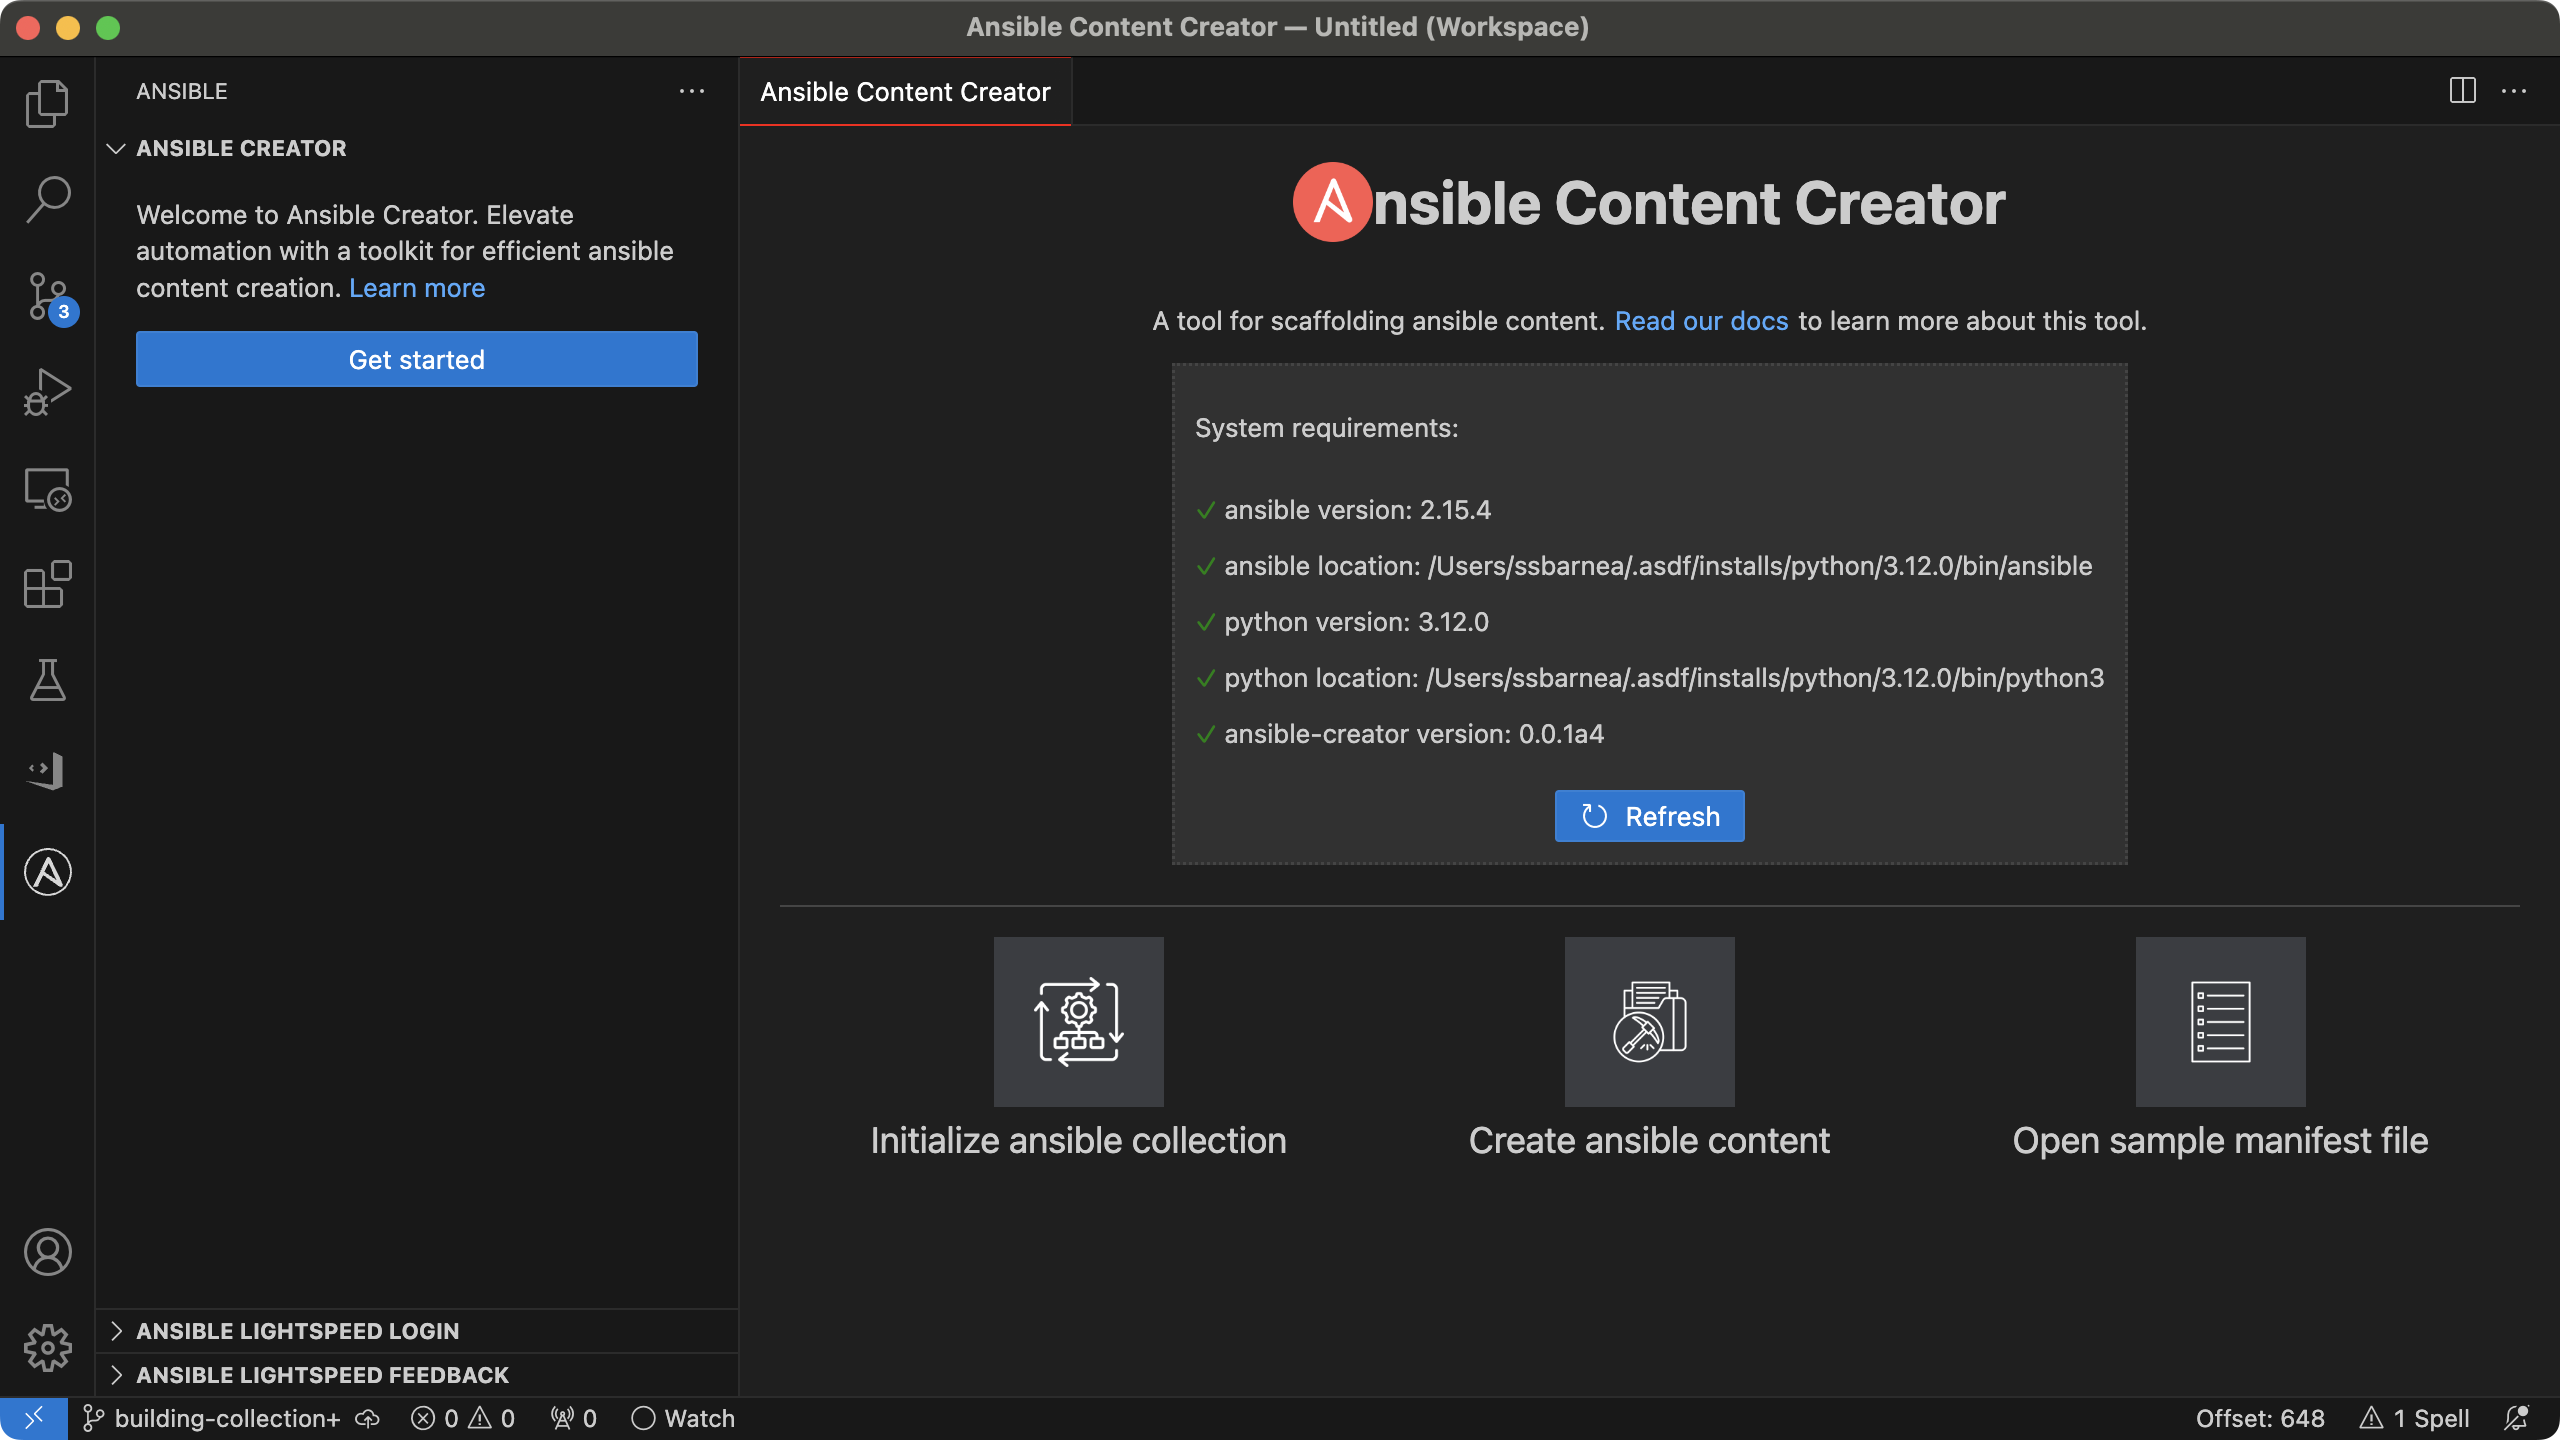 Ansible Content Creator — Untitled (Workspace)
ANSIBLE
ANSIBLE CREATOR
Welcome to Ansible Creator. Elevate
automation with a toolkit for efficient ansible
content creation. Learn more
Get started
3
ANSIBLE LIGHTSPEED LOGIN
ANSIBLE LIGHTSPEED FEEDBACK
Ansible Content Creator
Ansible Content Creator
A tool for scaffolding ansible content. Read our docs to learn more about this tool.
System requirements:
✓ ansible version: 2.15.4
✓ ansible location: /Users/ssbarnea/.asdf/installs/python/3.12.0/bin/ansible
✓ python version: 3.12.0
✓ python location: /Users/ssbarnea/.asdf/installs/python/3.12.0/bin/python3
✓ ansible-creator version: 0.0.1a4
Refresh
Initialize ansible collection
Create ansible content
Open sample manifest file
building-collection+ 0 0 0 Watch Offset: 648 1 Spell